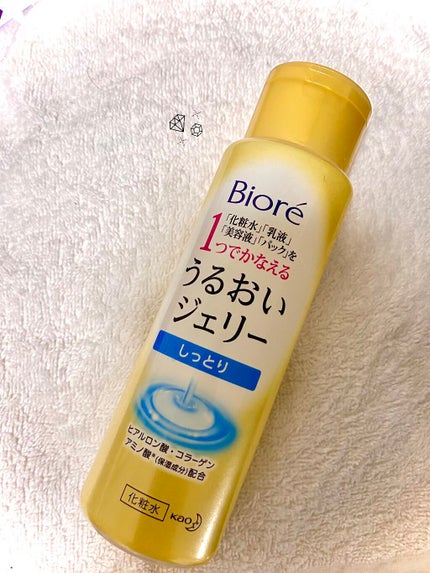 Bioré
「化粧水」「乳液」
「美容液」「パック」を
1つでかなえる
うるおい
ジェリー
しっとり
ヒアルロン酸・コラーゲン
アミノ酸*(保湿成分)配合
化粧水 Kao